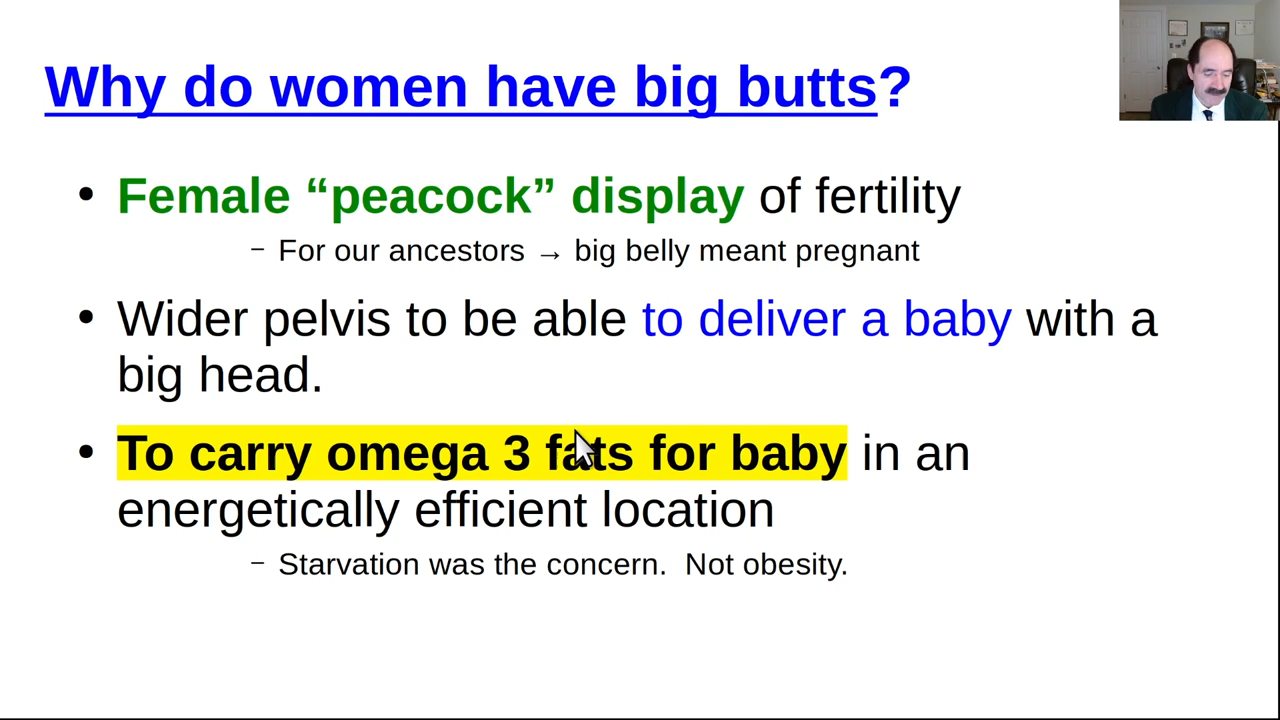 Why do women have big butts?
• Female “peacock” display of fertility
– For our ancestors → big belly meant pregnant
• Wider pelvis to be able to deliver a baby with a
big head.
• To carry omega 3 fats for baby in an
energetically efficient location
– Starvation was the concern.  Not obesity.